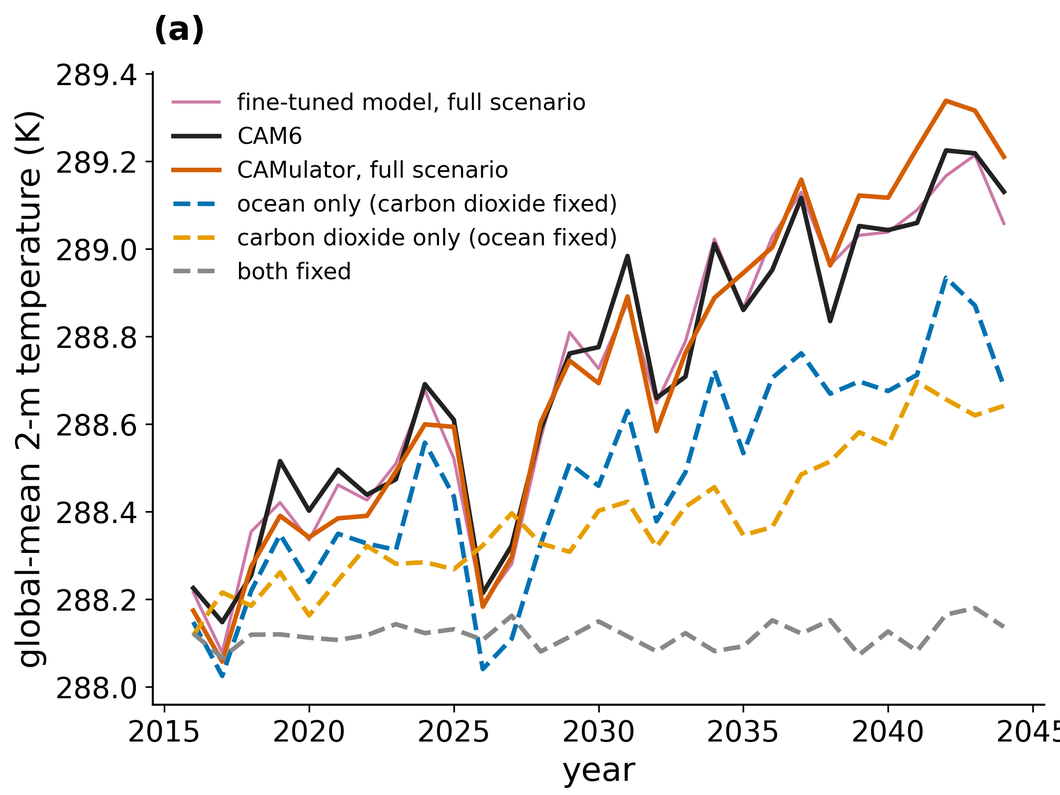 (a)
289.4
289.2
289.0
288.8
288.6
288.4
288.2
288.0
global-mean 2-m temperature (K)
fine-tuned model, full scenario
CAM6
CAMulator, full scenario
ocean only (carbon dioxide fixed)
carbon dioxide only (ocean fixed)
both fixed
2015 2020 2025 2030 2035 2040 2045
year